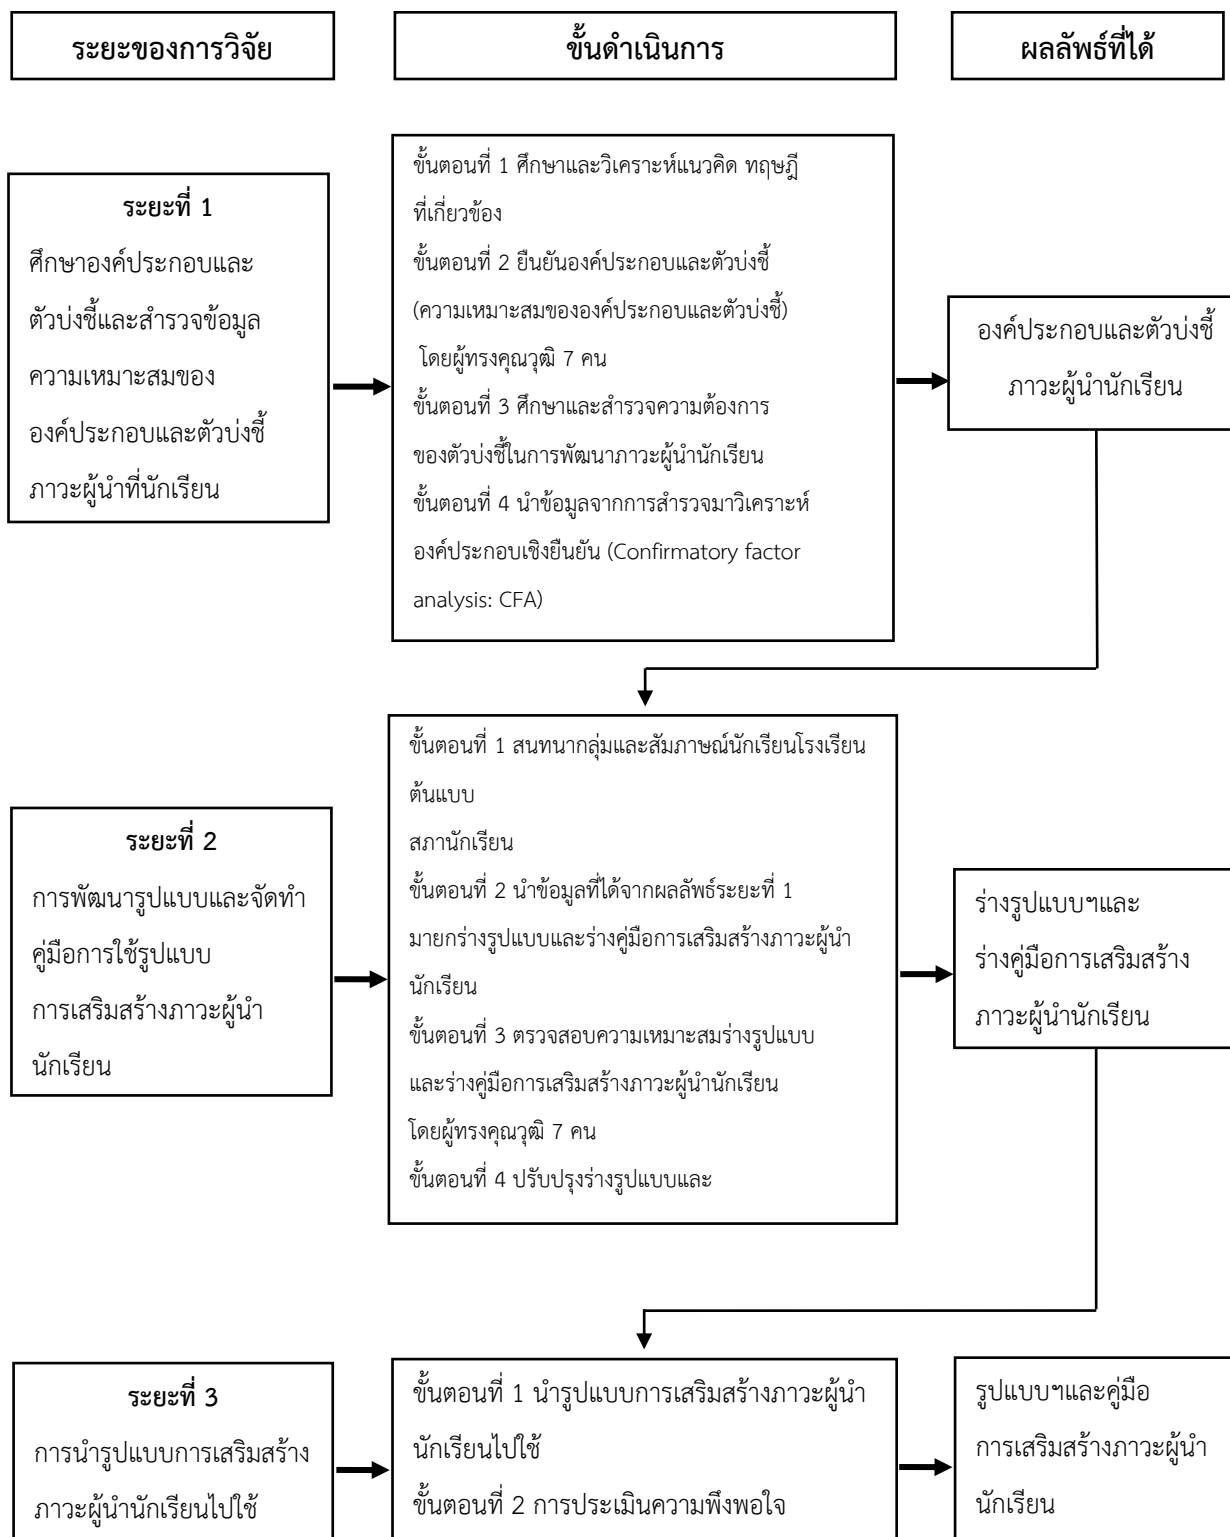 ระยะของการวิจัย
ขั้นดำเนินการ
ผลลัพธ์ที่ได้
ระยะที่ 1
ศึกษาองค์ประกอบและ
ตัวบ่งชี้และสำรวจข้อมูล
ความเหมาะสมของ
องค์ประกอบและตัวบ่งชี้
ภาวะผู้นำที่นักเรียน
ขั้นตอนที่ 1 ศึกษาและวิเคราะห์แนวคิด ทฤษฎี
ที่เกี่ยวข้อง
ขั้นตอนที่ 2 ยืนยันองค์ประกอบและตัวบ่งชี้
(ความเหมาะสมขององค์ประกอบและตัวบ่งชี้)
โดยผู้ทรงคุณวุฒิ 7 คน
ขั้นตอนที่ 3 ศึกษาและสำรวจความต้องการ
ของตัวบ่งชี้ในการพัฒนาภาวะผู้นำนักเรียน
ขั้นตอนที่ 4 นำข้อมูลจากการสำรวจมาวิเคราะห์
องค์ประกอบเชิงยืนยัน (Confirmatory factor
analysis: CFA)
องค์ประกอบและตัวบ่งชี้
ภาวะผู้นำนักเรียน
ระยะที่ 2
การพัฒนารูปแบบและจัดทำ
คู่มือการใช้รูปแบบ
การเสริมสร้างภาวะผู้นำ
นักเรียน
ขั้นตอนที่ 1 สนทนากลุ่มและสัมภาษณ์นักเรียนโรงเรียน
ต้นแบบ
สภานักเรียน
ขั้นตอนที่ 2 นำข้อมูลที่ได้จากผลลัพธ์ระยะที่ 1
มายกร่างรูปแบบและร่างคู่มือการเสริมสร้างภาวะผู้นำ
นักเรียน
ขั้นตอนที่ 3 ตรวจสอบความเหมาะสมร่างรูปแบบ
และร่างคู่มือการเสริมสร้างภาวะผู้นำนักเรียน
โดยผู้ทรงคุณวุฒิ 7 คน
ขั้นตอนที่ 4 ปรับปรุงร่างรูปแบบและ
ร่างรูปแบบฯและ
ร่างคู่มือการเสริมสร้าง
ภาวะผู้นำนักเรียน
ระยะที่ 3
การนำรูปแบบการเสริมสร้าง
ภาวะผู้นำนักเรียนไปใช้
ขั้นตอนที่ 1 นำรูปแบบการเสริมสร้างภาวะผู้นำ
นักเรียนไปใช้
ขั้นตอนที่ 2 การประเมินความพึงพอใจ
รูปแบบฯและคู่มือ
การเสริมสร้างภาวะผู้นำ
นักเรียน